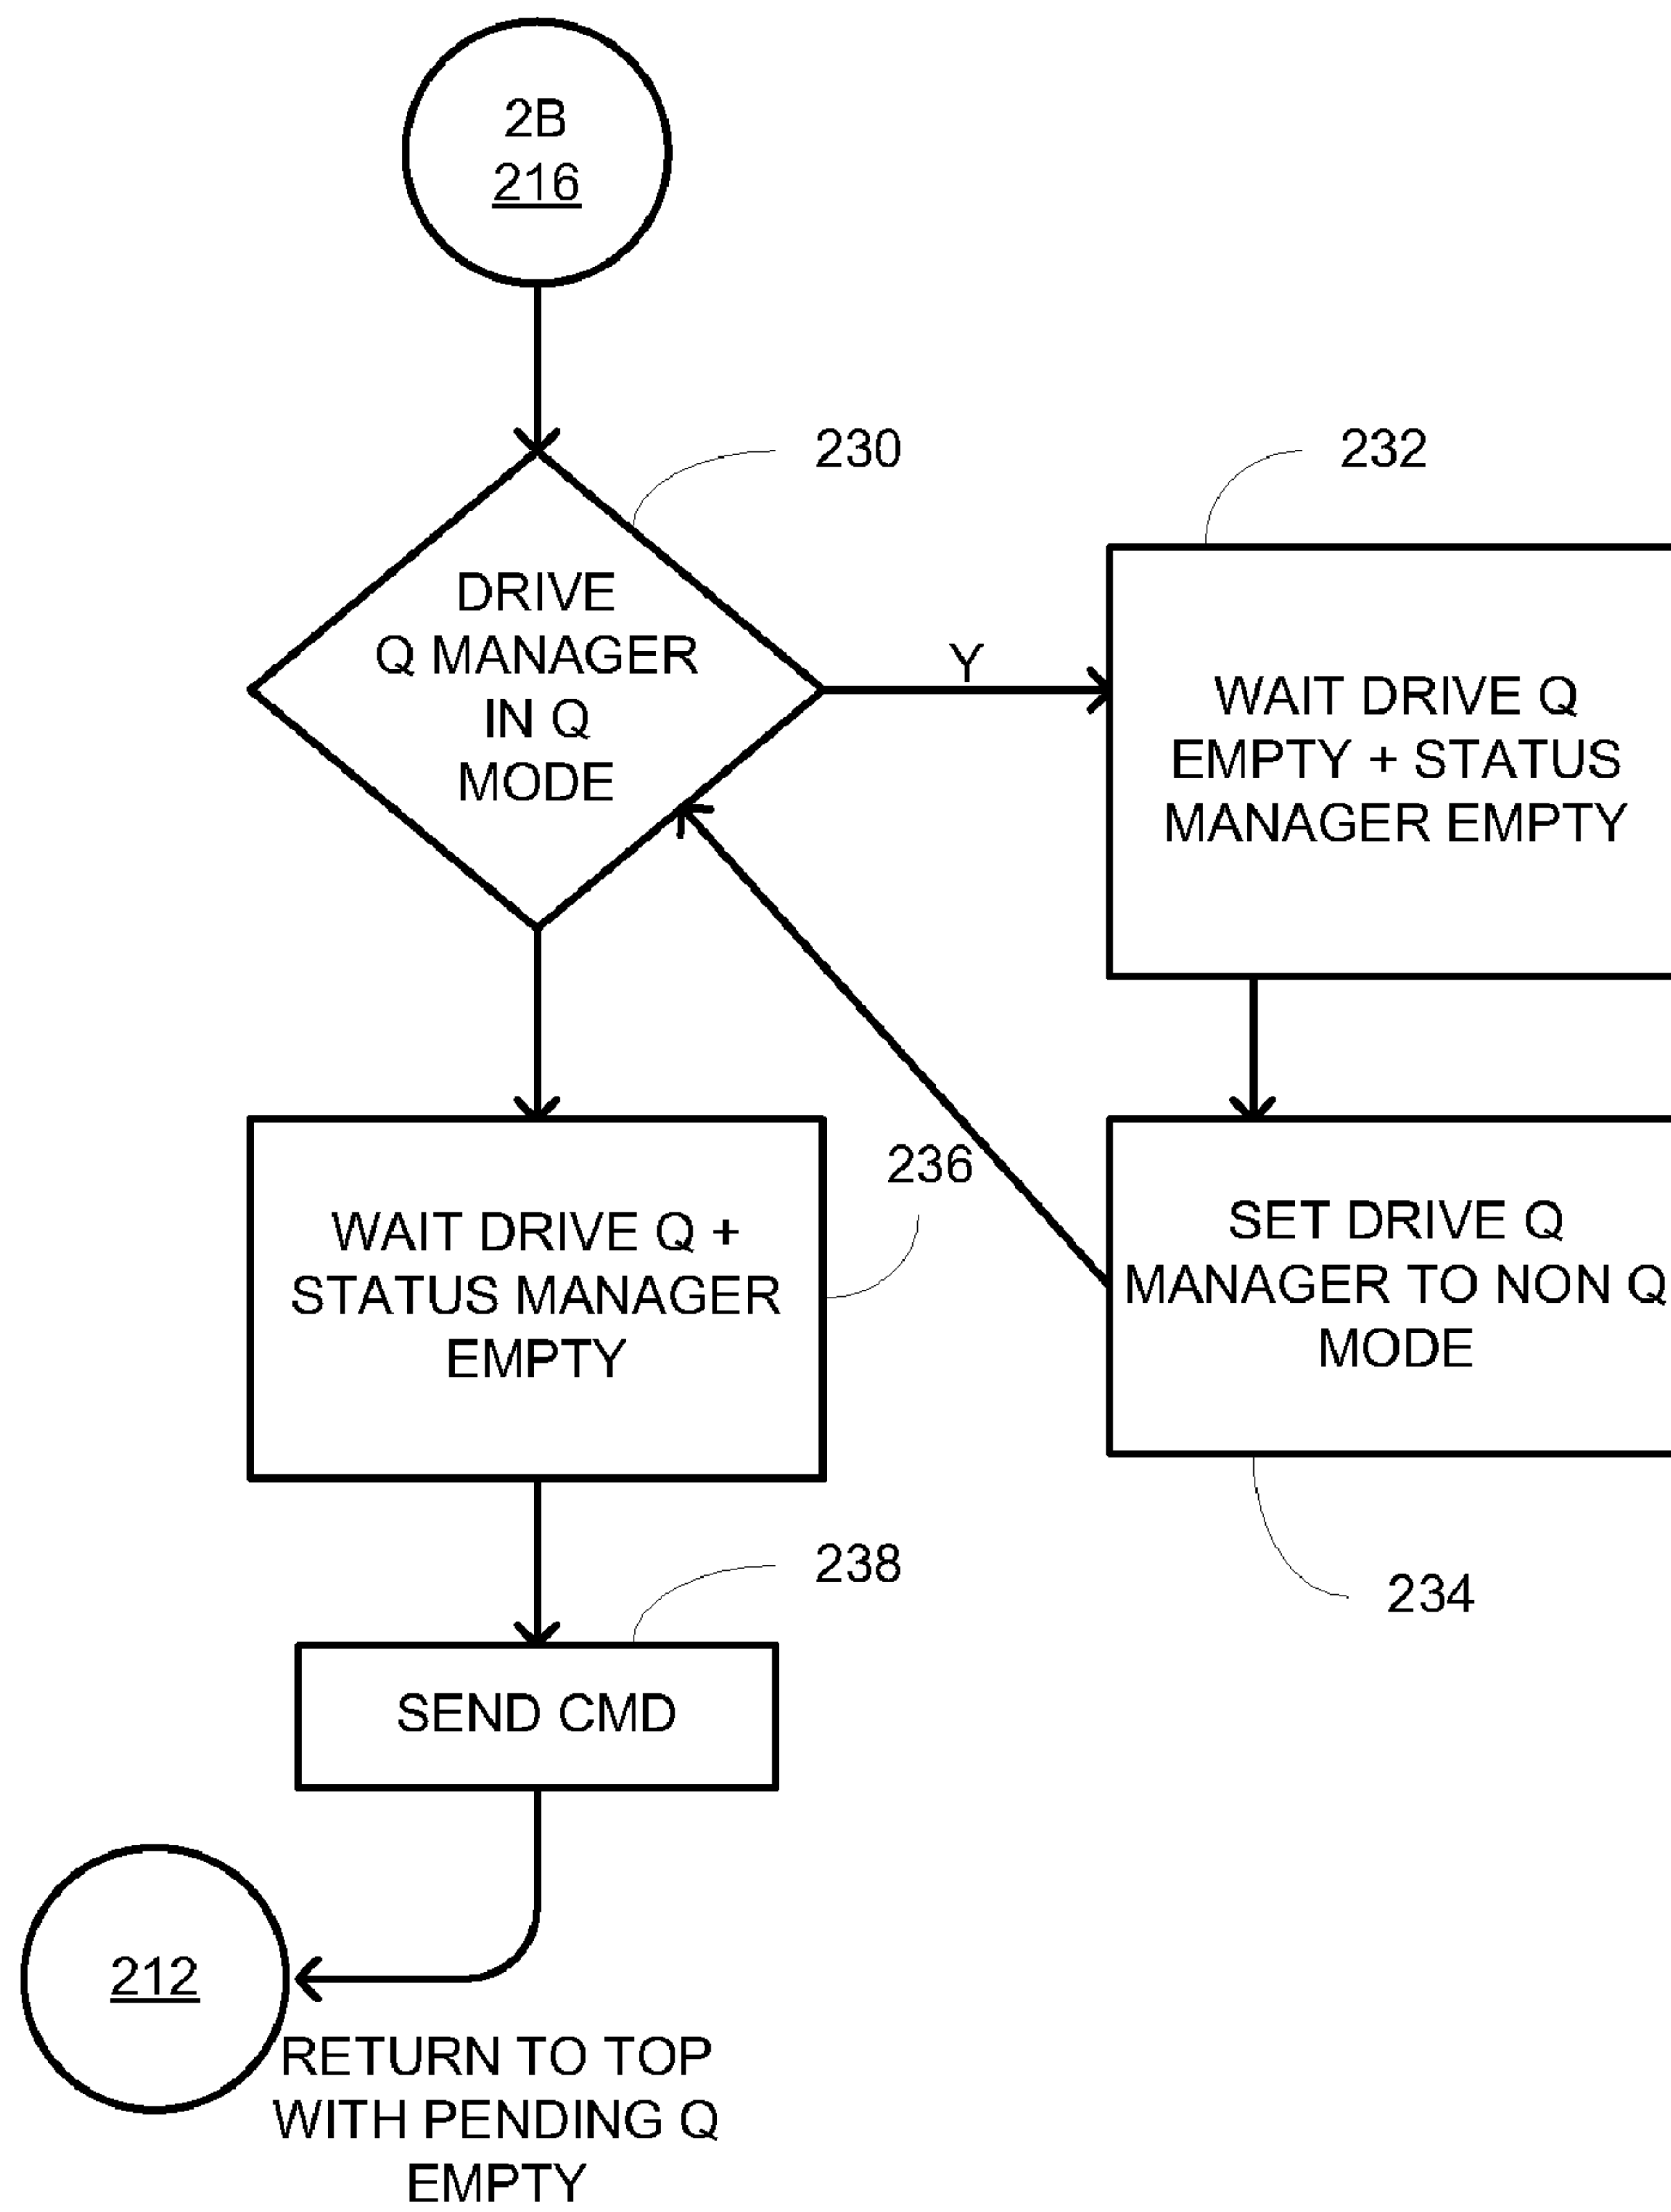 2B
216
230
232
DRIVE
Q MANAGER
IN Q
MODE
Y
WAIT DRIVE Q
EMPTY + STATUS
MANAGER EMPTY
236
WAIT DRIVE Q +
STATUS MANAGER
EMPTY
SET DRIVE Q
MANAGER TO NON Q
MODE
238
234
SEND CMD
212
RETURN TO TOP
WITH PENDING Q
EMPTY